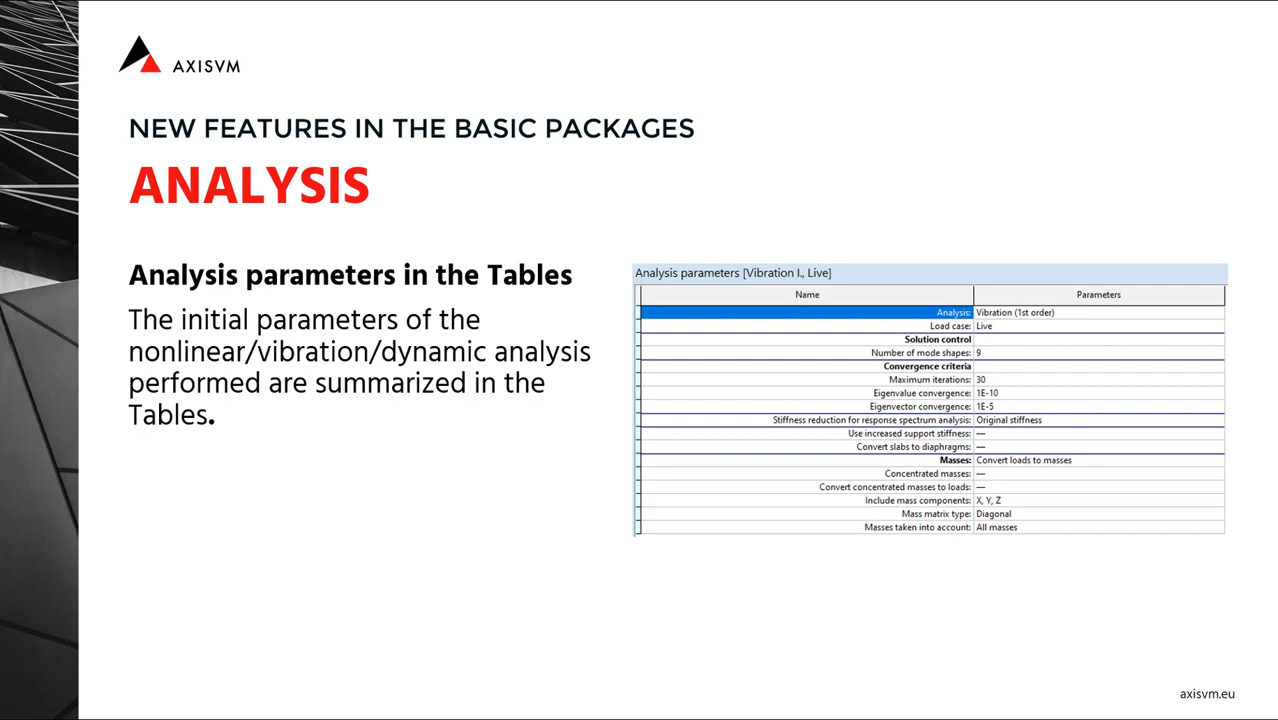 AXISVM
NEW FEATURES IN THE BASIC PACKAGES
ANALYSIS
Analysis parameters in the Tables
The initial parameters of the
nonlinear/vibration/dynamic analysis
performed are summarized in the
Tables.
Analysis parameters [Vibration I., Live]
Name Parameters
Analysis: Vibration (1st order)
Load case: Live
Solution control
Number of mode shapes: 9
Convergence criteria
Maximum iterations: 30
Eigenvalue convergence: 1E-10
Eigenvector convergence: 1E-5
Stiffness reduction for response spectrum analysis: Original stiffness
Use increased support stiffness: —
Convert slabs to diaphragms: —
Masses: Convert loads to masses
Concentrated masses: —
Convert concentrated masses to loads: —
Include mass components: X, Y, Z
Mass matrix type: Diagonal
Masses taken into account: All masses
axisvm.eu